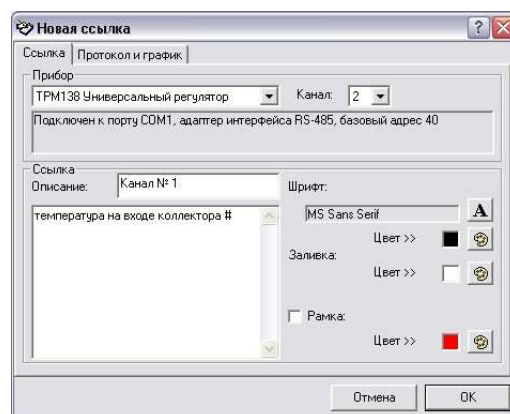 Новая ссылка
Ссылка Протокол и график
Прибор
ТРМ138 Универсальный регулятор Канал: 2
Подключен к порту COM1, адаптер интерфейса RS-485, базовый адрес 40
Ссылка
Описание: Канал № 1 Шрифт:
температура на входе коллектора # MS Sans Serif A
Цвет >>
Заливка:
Цвет >>
Рамка:
Цвет >>
Отмена OK